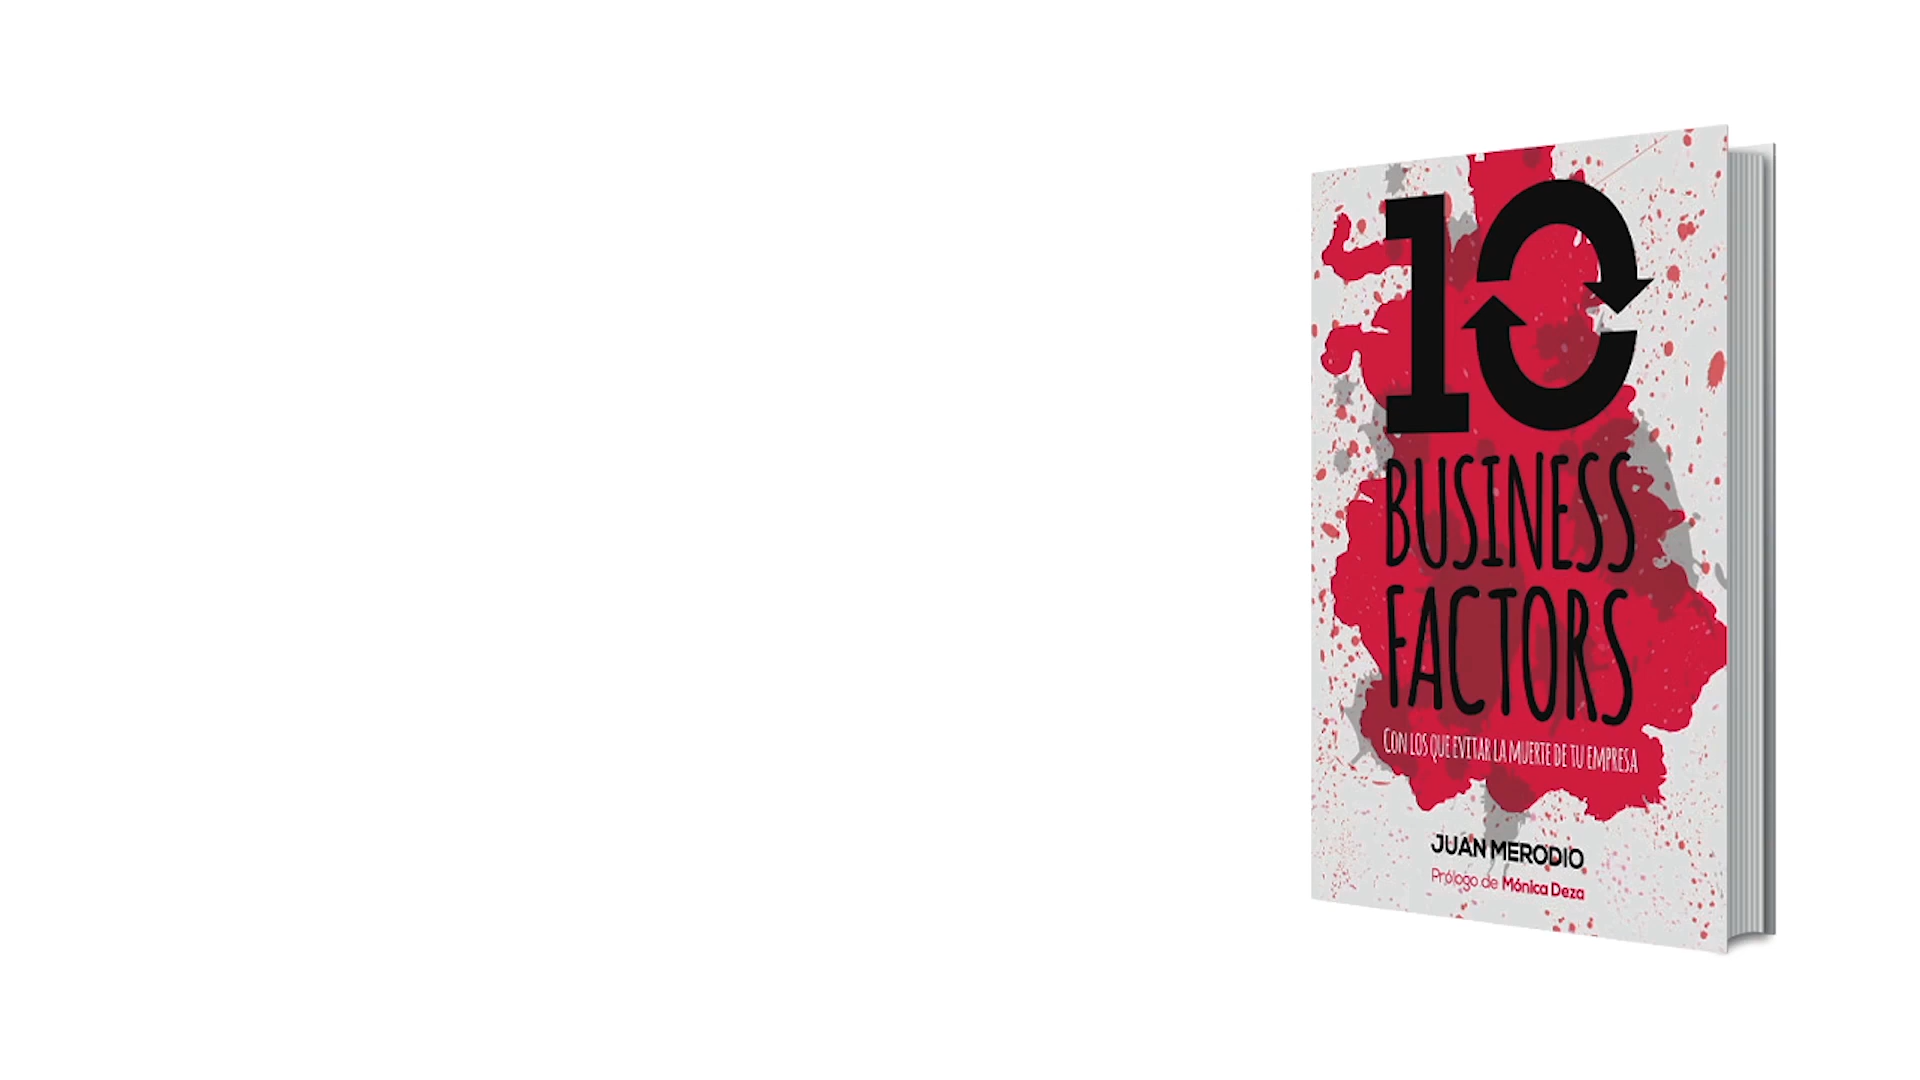 10
BUSINESS
FACTORS
CON LOS QUE EVITAR LA MUERTE DE TU EMPRESA
JUAN MERODIO
Prólogo de Mónica Deza